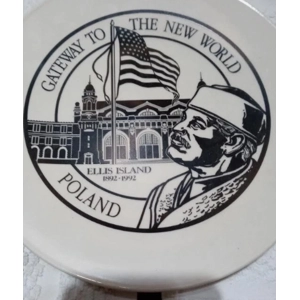 GATEWAY TO THE NEW WORLD
ELLIS ISLAND
1892-1992
POLAND